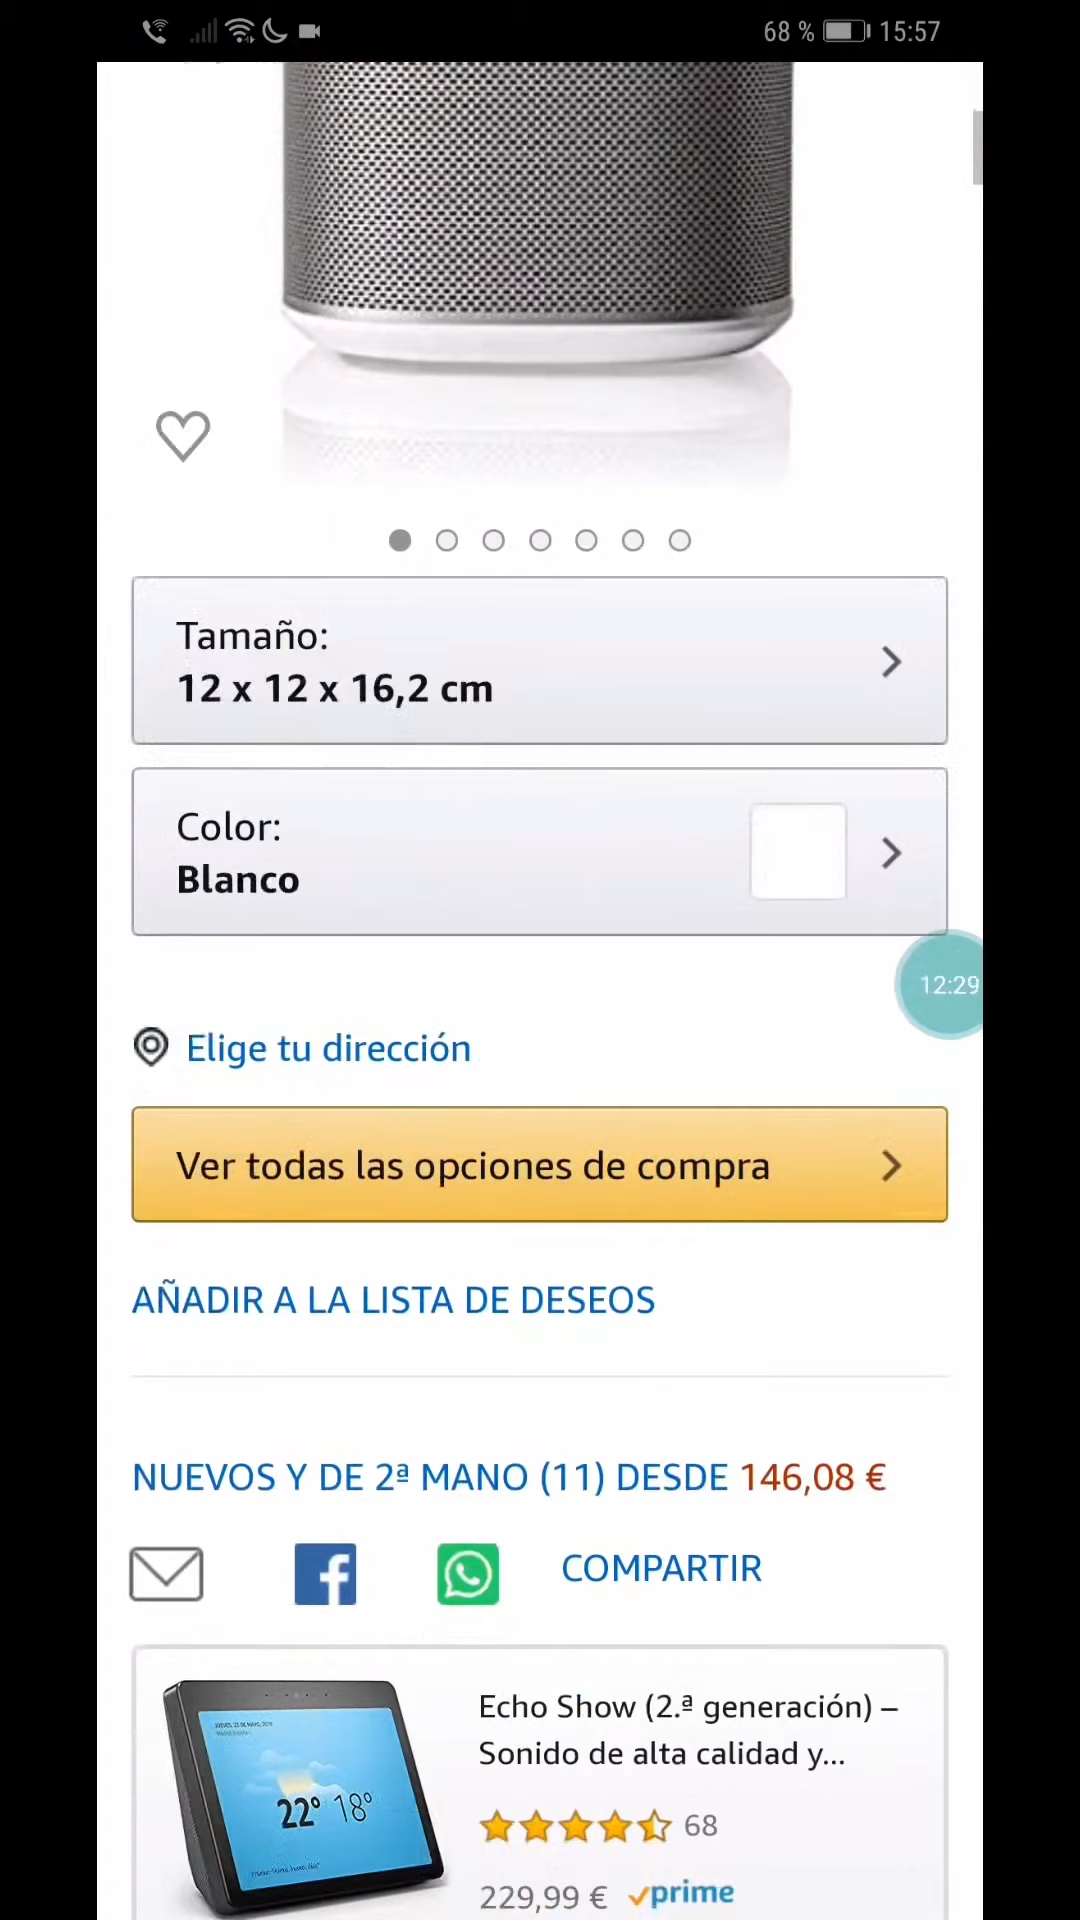 68 % 15:57
Tamaño:
12 x 12 x 16,2 cm
Color:
Blanco
12:29
Elige tu dirección
Ver todas las opciones de compra
AÑADIR A LA LISTA DE DESEOS
NUEVOS Y DE 2ª MANO (11) DESDE 146,08 €
COMPARTIR
Echo Show (2.ª generación) –
Sonido de alta calidad y...
22° 18°
68
229,99 € prime